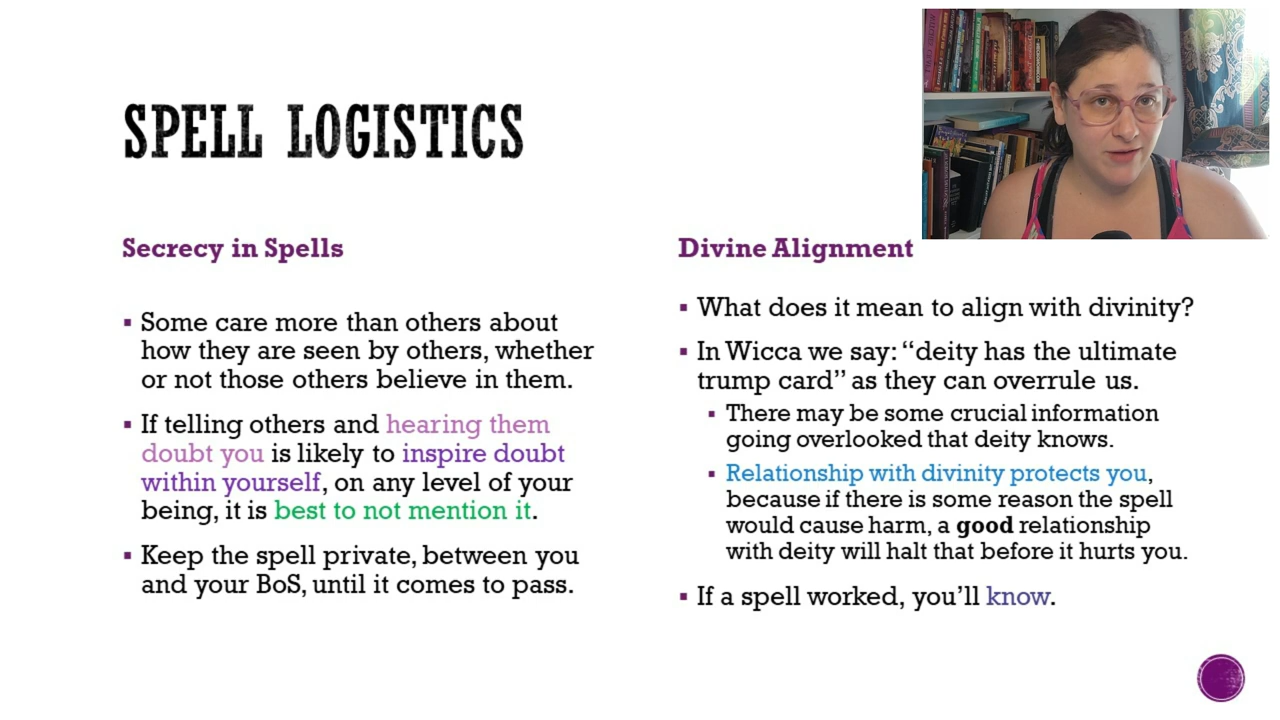 SPELL LOGISTICS
Secrecy in Spells
▪ Some care more than others about
how they are seen by others, whether
or not those others believe in them.
▪ If telling others and hearing them
doubt you is likely to inspire doubt
within yourself, on any level of your
being, it is best to not mention it.
▪ Keep the spell private, between you
and your BoS, until it comes to pass.
Divine Alignment
▪ What does it mean to align with divinity?
▪ In Wicca we say: “deity has the ultimate
trump card” as they can overrule us.
▪ There may be some crucial information
going overlooked that deity knows.
▪ Relationship with divinity protects you,
because if there is some reason the spell
would cause harm, a good relationship
with deity will halt that before it hurts you.
▪ If a spell worked, you’ll know.